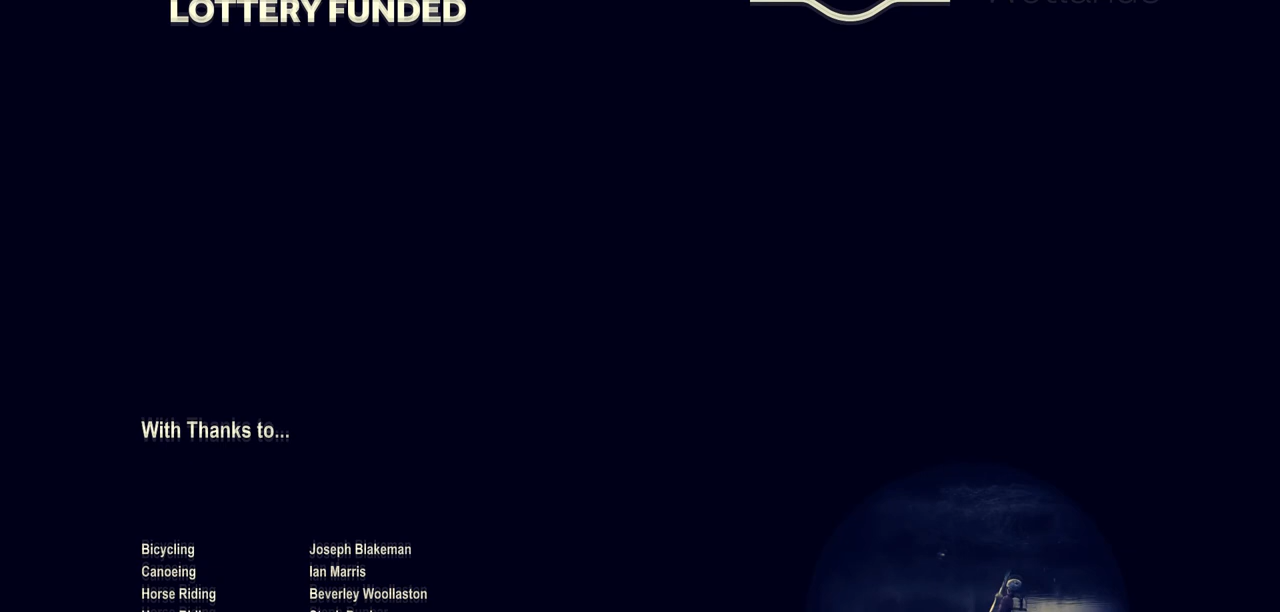 LOTTERY FUNDED
With Thanks to...
Bicycling Joseph Blakeman
Canoeing Ian Marris
Horse Riding Beverley Woollaston